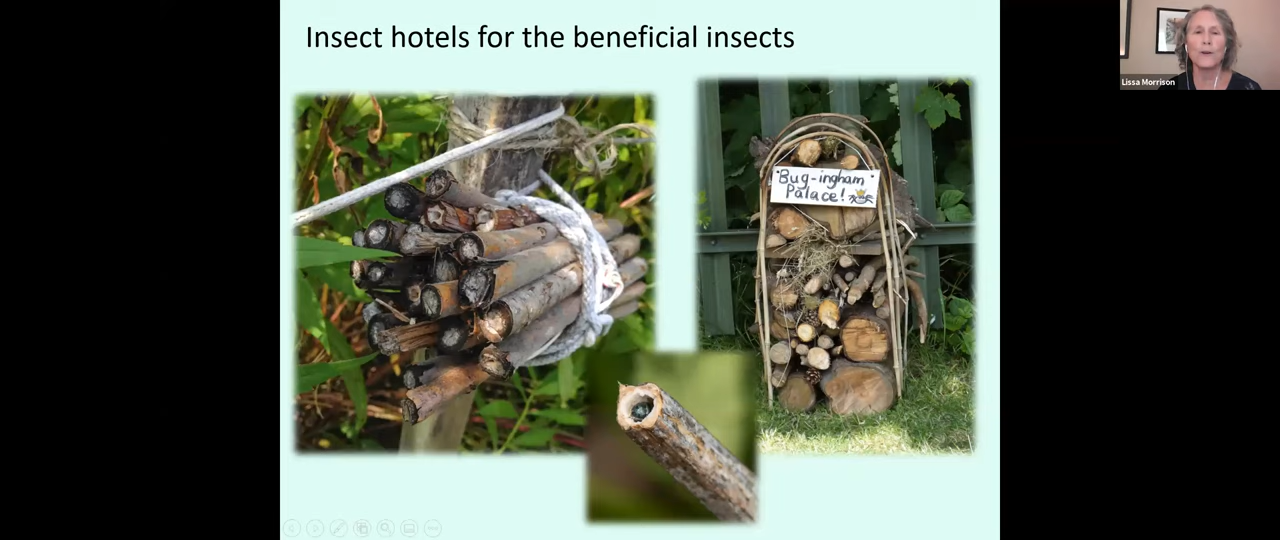 Insect hotels for the beneficial insects
Lissa Morrison
Bug-ingham
Palace!